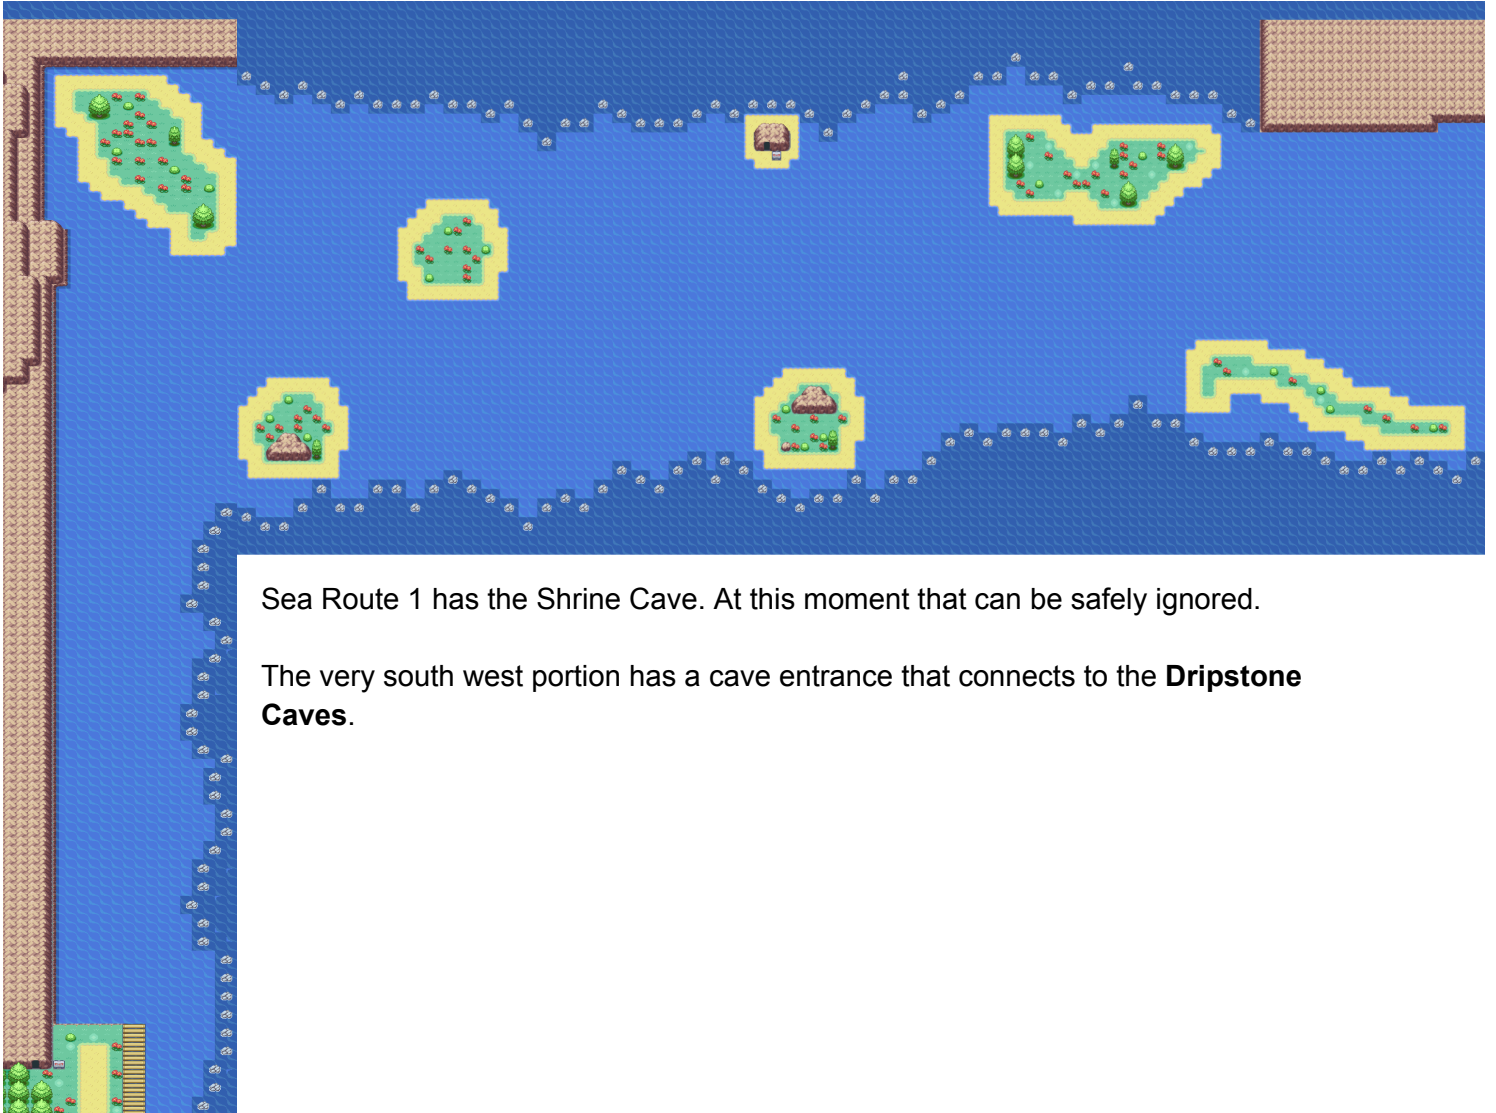 Sea Route 1 has the Shrine Cave. At this moment that can be safely ignored.
The very south west portion has a cave entrance that connects to the Dripstone
Caves.